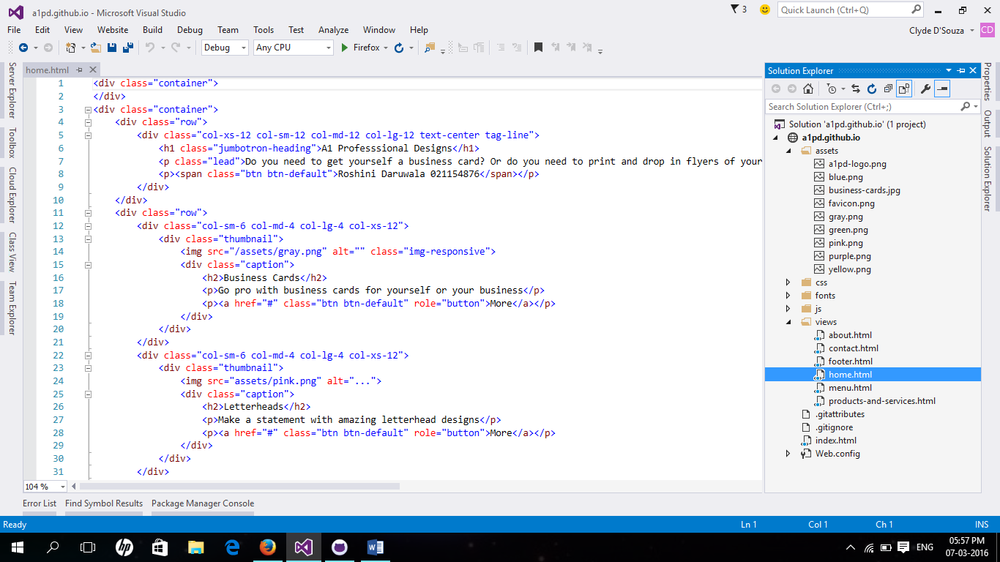 a1pd.github.io - Microsoft Visual Studio
3
Quick Launch (Ctrl+Q)
File Edit View Website Build Debug Team Tools Test Analyze Window Help
Clyde D'Souza CD
Debug Any CPU Firefox
Server Explorer
Toolbox
Cloud Explorer
Class View
Team Explorer
home.html
1 <div class="container">
2 </div>
3 <div class="container">
4 <div class="row">
5 <div class="col-xs-12 col-sm-12 col-md-12 col-lg-12 text-center tag-line">
6 <h1 class="jumbotron-heading">A1 Professsional Designs</h1>
7 <p class="lead">Do you need to get yourself a business card? Or do you need to print and drop in flyers of your
8 <p><span class="btn btn-default">Roshini Daruwala 021154876</span></p>
9 </div>
10 </div>
11 <div class="row">
12 <div class="col-sm-6 col-md-4 col-lg-4 col-xs-12">
13 <div class="thumbnail">
14 <img src="/assets/gray.png" alt="" class="img-responsive">
15 <div class="caption">
16 <h2>Business Cards</h2>
17 <p>Go pro with business cards for yourself or your business</p>
18 <p><a href="#" class="btn btn-default" role="button">More</a></p>
19 </div>
20 </div>
21 </div>
22 <div class="col-sm-6 col-md-4 col-lg-4 col-xs-12">
23 <div class="thumbnail">
24 <img src="assets/pink.png" alt="...">
25 <div class="caption">
26 <h2>Letterheads</h2>
27 <p>Make a statement with amazing letterhead designs</p>
28 <p><a href="#" class="btn btn-default" role="button">More</a></p>
29 </div>
30 </div>
31 </div>
104 %
Solution Explorer
Search Solution Explorer (Ctrl+;)
Solution 'a1pd.github.io' (1 project)
a1pd.github.io
assets
a1pd-logo.png
blue.png
business-cards.jpg
favicon.png
gray.png
green.png
pink.png
purple.png
yellow.png
css
fonts
js
views
about.html
contact.html
footer.html
home.html
menu.html
products-and-services.html
.gitattributes
.gitignore
index.html
Web.config
Properties
Output
Solution Explorer
Error List Find Symbol Results Package Manager Console
Ready Ln 1 Col 1 Ch 1 INS
hp
ENG
05:57 PM
07-03-2016